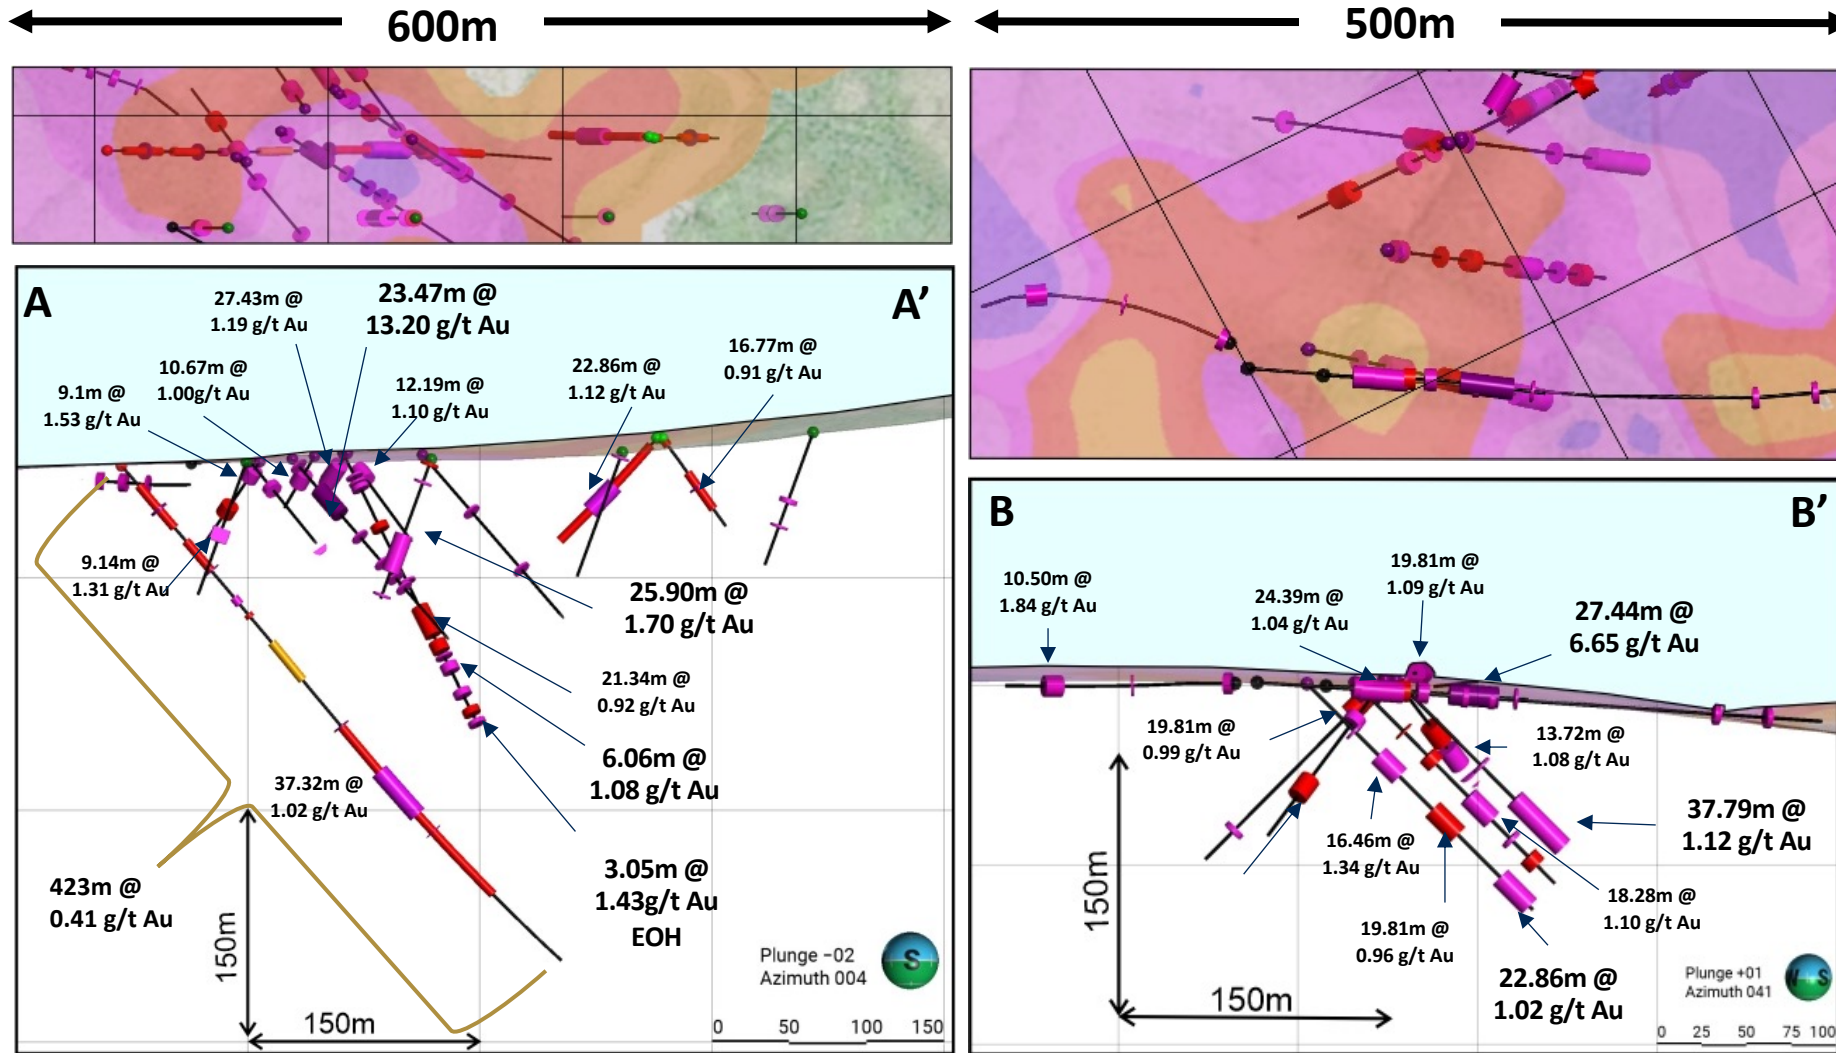 600m
500m
A
A’
27.43m @
1.19 g/t Au
23.47m @
13.20 g/t Au
9.1m @
1.53 g/t Au
10.67m @
1.00g/t Au
12.19m @
1.10 g/t Au
22.86m @
1.12 g/t Au
16.77m @
0.91 g/t Au
9.14m @
1.31 g/t Au
25.90m @
1.70 g/t Au
21.34m @
0.92 g/t Au
6.06m @
1.08 g/t Au
37.32m @
1.02 g/t Au
3.05m @
1.43g/t Au
EOH
423m @
0.41 g/t Au
150m
150m
Plunge −02
Azimuth 004
S
0 50 100 150
B
B’
10.50m @
1.84 g/t Au
24.39m @
1.04 g/t Au
19.81m @
1.09 g/t Au
27.44m @
6.65 g/t Au
19.81m @
0.99 g/t Au
13.72m @
1.08 g/t Au
37.79m @
1.12 g/t Au
16.46m @
1.34 g/t Au
18.28m @
1.10 g/t Au
19.81m @
0.96 g/t Au
22.86m @
1.02 g/t Au
150m
150m
Plunge +01
Azimuth 041
W S
0 25 50 75 100